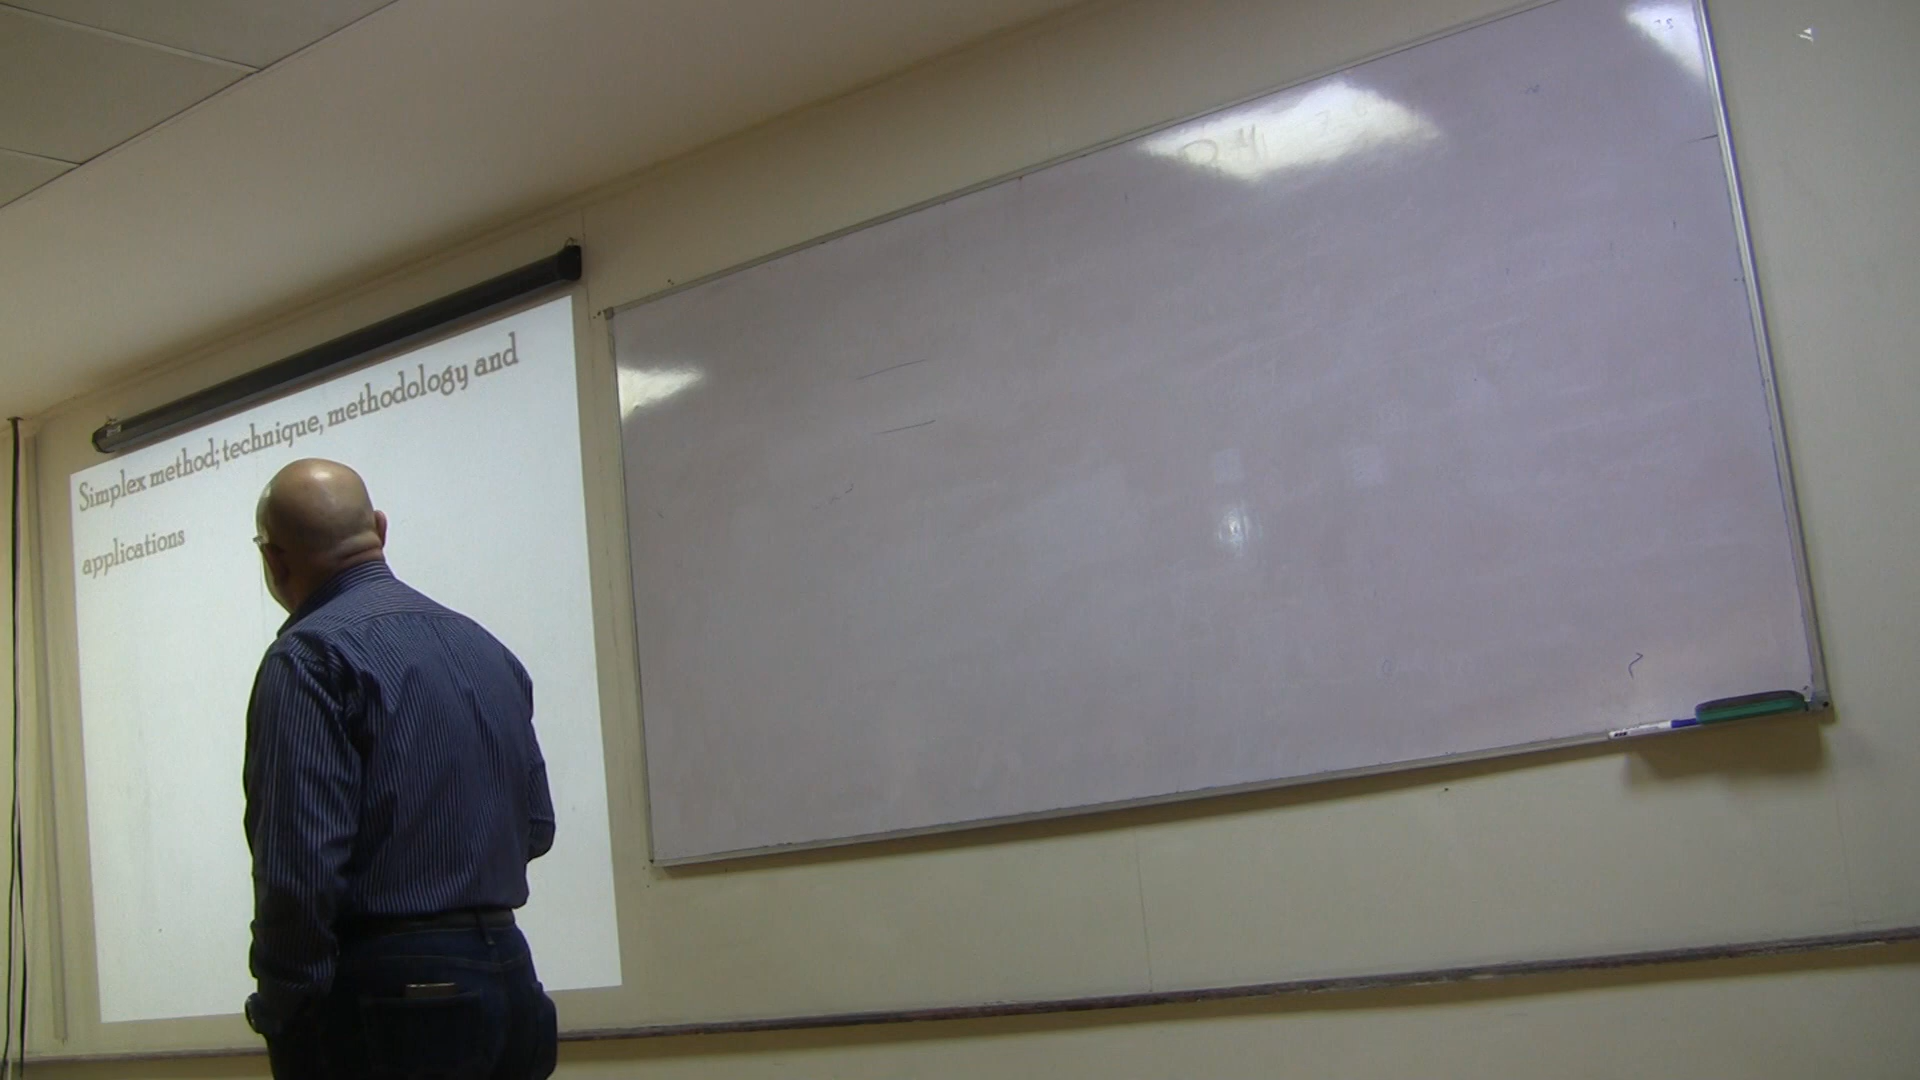 Simplex method; technique, methodology and
applications